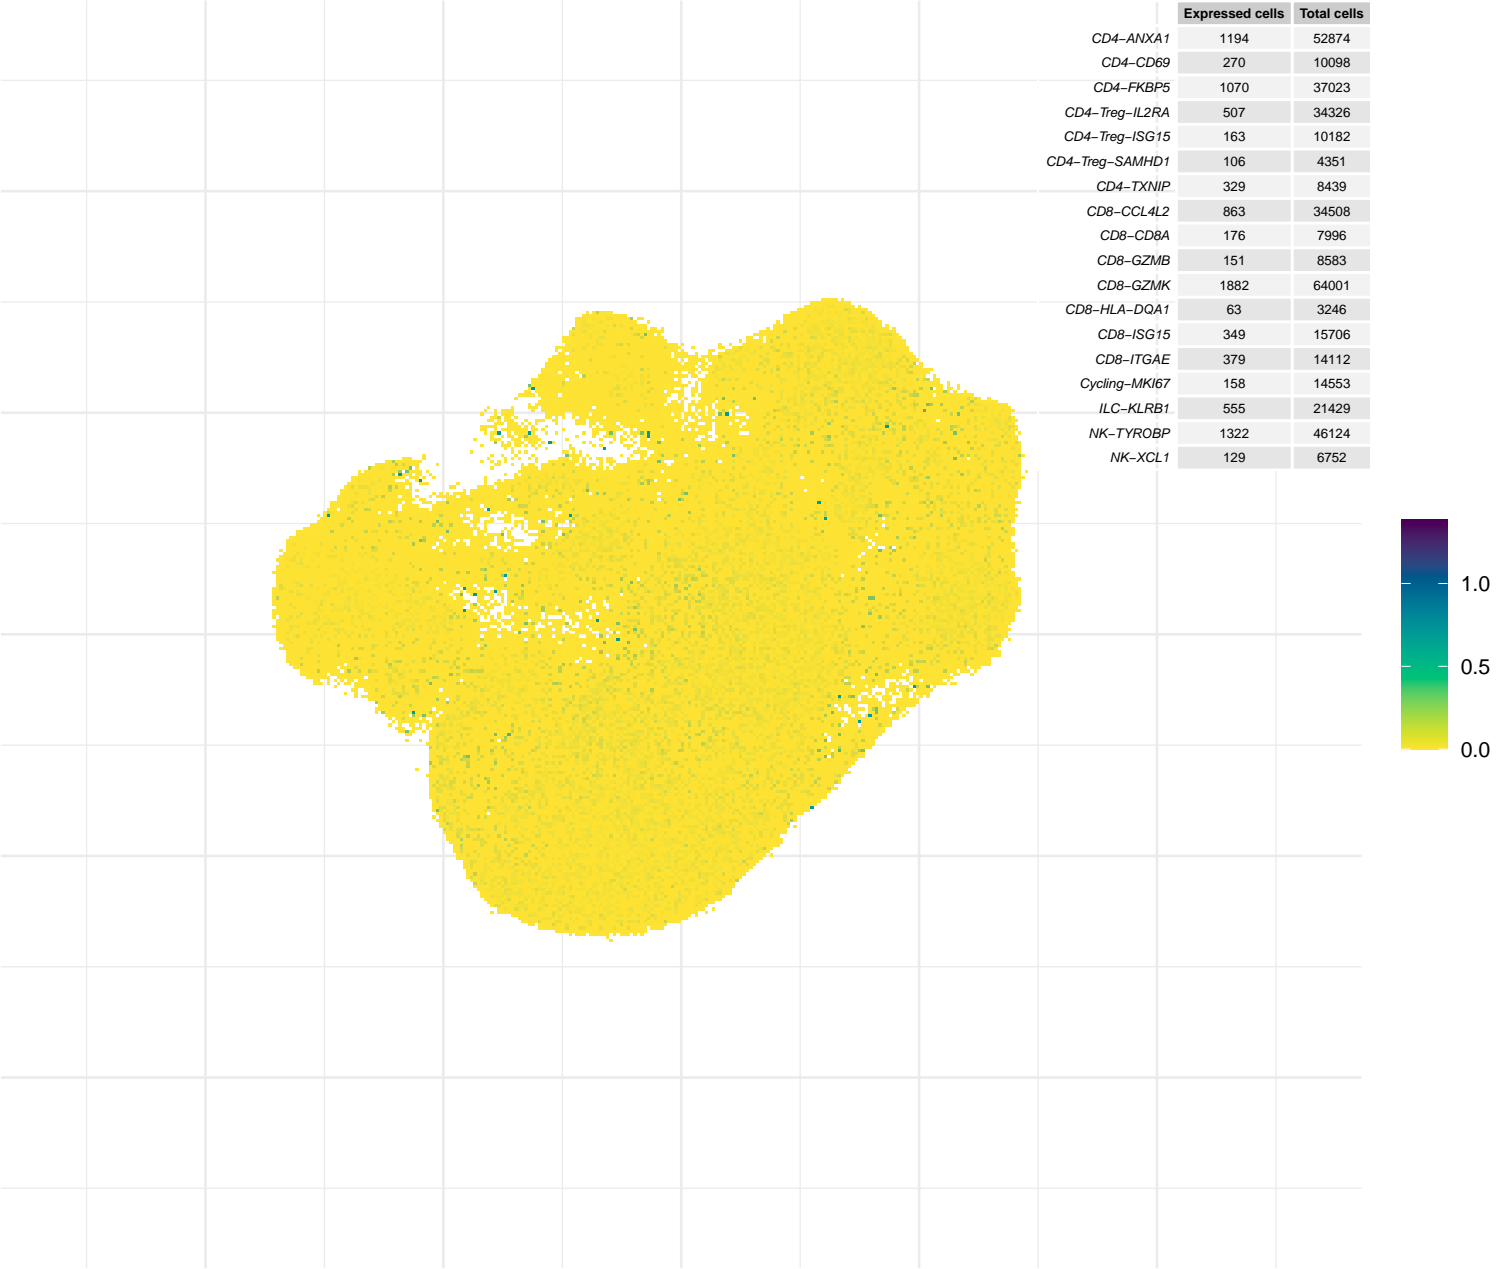 Expressed cells Total cells
CD4−ANXA1 1194 52874
CD4−CD69 270 10098
CD4−FKBP5 1070 37023
CD4−Treg−IL2RA 507 34326
CD4−Treg−ISG15 163 10182
CD4−Treg−SAMHD1 106 4351
CD4−TXNIP 329 8439
CD8−CCL4L2 863 34508
CD8−CD8A 176 7996
CD8−GZMB 151 8583
CD8−GZMK 1882 64001
CD8−HLA−DQA1 63 3246
CD8−ISG15 349 15706
CD8−ITGAE 379 14112
Cycling−MKI67 158 14553
ILC−KLRB1 555 21429
NK−TYROBP 1322 46124
NK−XCL1 129 6752
1.0
0.5
0.0